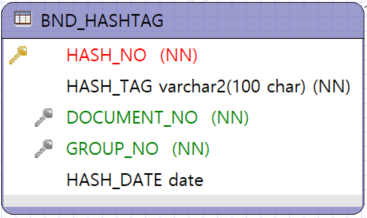 BND_HASHTAG
HASH_NO (NN)
HASH_TAG varchar2(100 char) (NN)
DOCUMENT_NO (NN)
GROUP_NO (NN)
HASH_DATE date